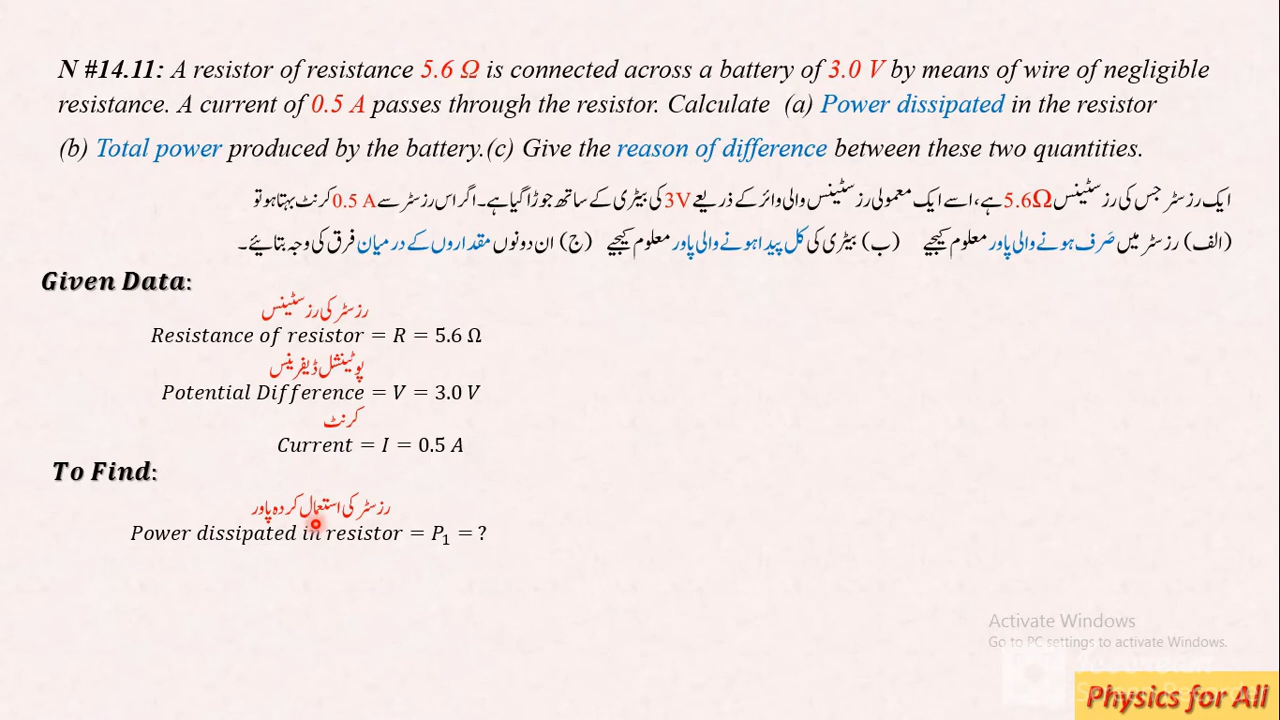 N #14.11: A resistor of resistance 5.6 Ω is connected across a battery of 3.0 V by means of wire of negligible
resistance. A current of 0.5 A passes through the resistor. Calculate (a) Power dissipated in the resistor
(b) Total power produced by the battery.(c) Give the reason of difference between these two quantities.
ایک رزسٹر جس کی رزسٹینس 5.6Ω ہے، اسے ایک معمولی رزسٹینس والی وائر کے ذریعے 3V کی بیٹری کے ساتھ جوڑا گیا ہے۔ اگر اس رزسٹر سے 0.5 A کرنٹ بہتا ہو تو
(الف) رزسٹر میں صَرف ہونے والی پاور معلوم کیجیے (ب) بیٹری کی کل پیدا ہونے والی پاور معلوم کیجیے (ج) ان دونوں مقداروں کے درمیان فرق کی وجہ بتائیے۔
Given Data:
رزسٹر کی رزسٹینس
Resistance of resistor = R = 5.6 Ω
پوٹینشل ڈیفرینس
Potential Difference = V = 3.0 V
کرنٹ
Current = I = 0.5 A
To Find:
رزسٹر کی استعمال کردہ پاور
Power dissipated in resistor = P₁ = ?
Activate Windows
Go to PC settings to activate Windows.
Physics for All